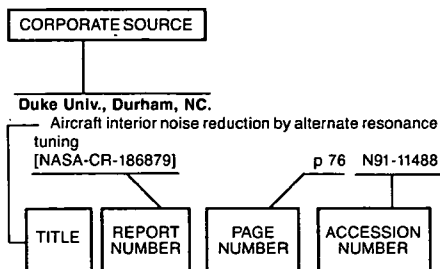 CORPORATE SOURCE
Duke Univ., Durham, NC.
Aircraft interior noise reduction by alternate resonance
tuning
[NASA-CR-186879] p 76 N91-11488
TITLE REPORT PAGE ACCESSION
NUMBER NUMBER NUMBER